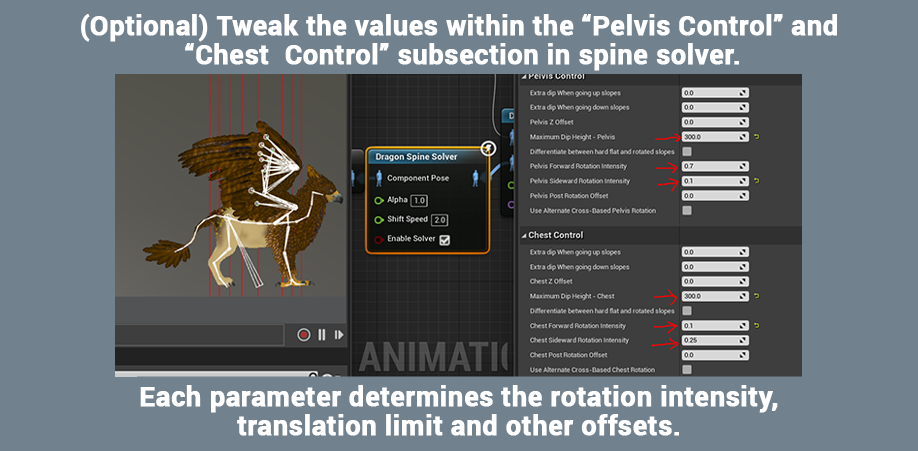 (Optional) Tweak the values within the “Pelvis Control” and
“Chest Control” subsection in spine solver.
Pelvis Control
Extra dip When going up slopes 0.0
Extra dip When going down slopes 0.0
Pelvis Z Offset 0.0
Maximum Dip Height - Pelvis 300.0
Differentiate between hard flat and rotated slopes
Pelvis Forward Rotation Intensity 0.7
Pelvis Sideward Rotation Intensity 0.1
Pelvis Post Rotation Offset 0.0
Use Alternate Cross-Based Pelvis Rotation
Chest Control
Extra dip When going up slopes 0.0
Extra dip When going down slopes 0.0
Chest Z Offset 0.0
Maximum Dip Height - Chest 300.0
Differentiate between hard flat and rotated slopes
Chest Forward Rotation Intensity 0.1
Chest Sideward Rotation Intensity 0.25
Chest Post Rotation Offset 0.0
Use Alternate Cross-Based Chest Rotation
Dragon Spine Solver
Component Pose
Alpha 1.0
Shift Speed 2.0
Enable Solver
D
ANIMATI
Each parameter determines the rotation intensity,
translation limit and other offsets.